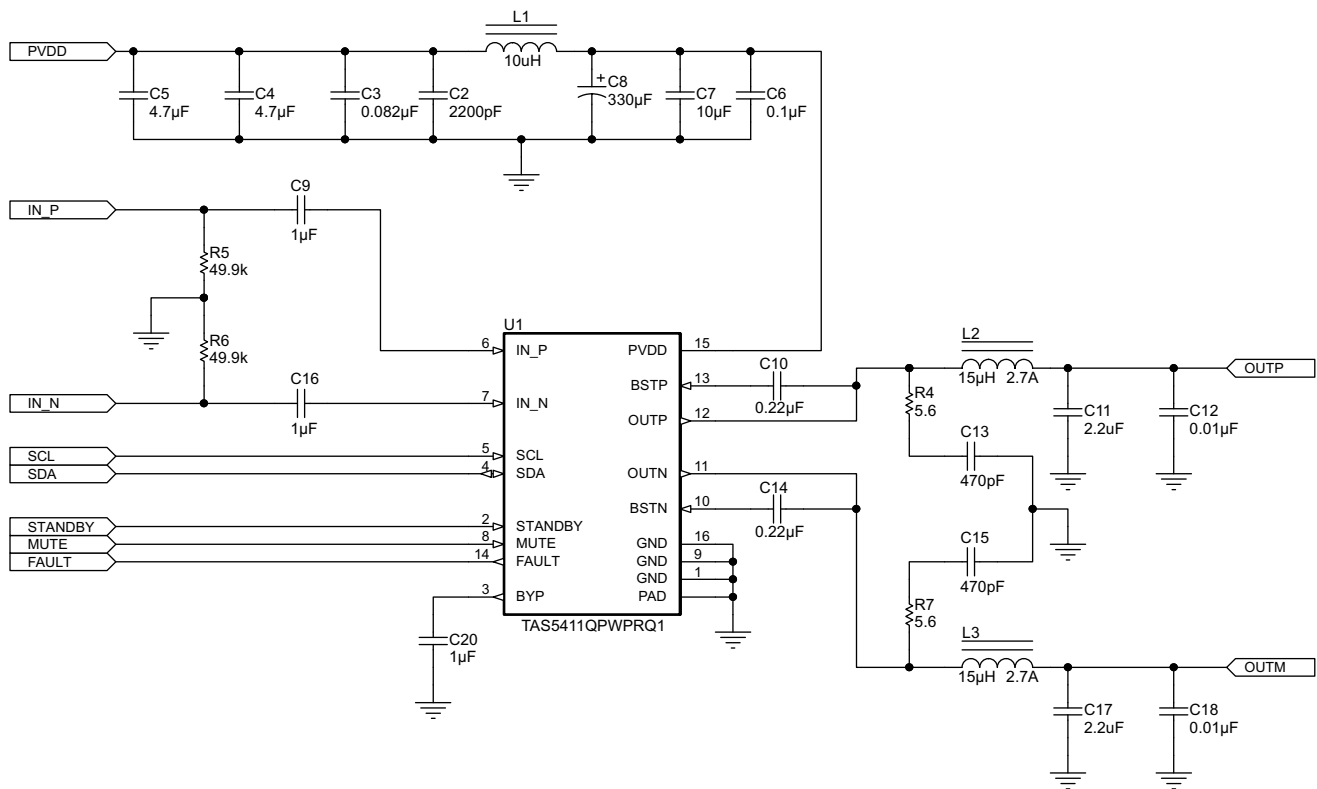 L1
PVDD
10uH
C5
4.7µF
C4
4.7µF
C3
0.082µF
C2
2200pF
+
C8
330µF
C7
10µF
C6
0.1µF
C9
IN_P
1µF
R5
49.9k
R6
49.9k
C16
IN_N
1µF
SCL
SDA
STANDBY
MUTE
FAULT
U1
6 IN_P
7 IN_N
5 SCL
4 SDA
2 STANDBY
8 MUTE
14 FAULT
3 BYP
PVDD 15
BSTP 13
OUTP 12
OUTN 11
BSTN 10
GND 16
GND 9
GND 1
PAD
TAS5411QPWPRQ1
C20
1µF
C10
0.22µF
C14
0.22µF
L2
15µH 2.7A
OUTP
R4
5.6
C11
2.2uF
C12
0.01µF
C13
470pF
C15
470pF
R7
5.6
L3
15µH 2.7A
OUTM
C17
2.2uF
C18
0.01µF